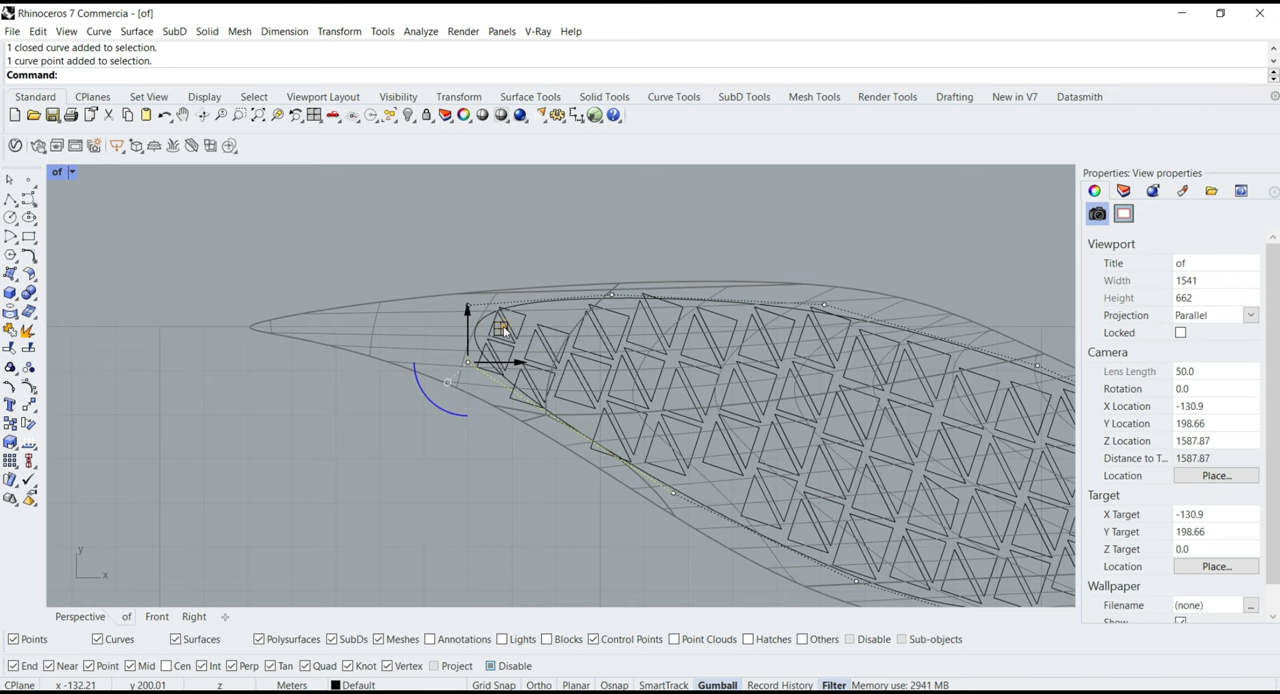 Rhinoceros 7 Commercia - [of]
File Edit View Curve Surface SubD Solid Mesh Dimension Transform Tools Analyze Render Panels V-Ray Help
1 closed curve added to selection.
1 curve point added to selection.
Command:
Standard CPlanes Set View Display Select Viewport Layout Visibility Transform Surface Tools Solid Tools Curve Tools SubD Tools Mesh Tools Render Tools Drafting New in V7 Datasmith
of
Properties: View properties
Viewport
Title of
Width 1541
Height 662
Projection Parallel
Locked
Camera
Lens Length 50.0
Rotation 0.0
X Location -130.9
Y Location 198.66
Z Location 1587.87
Distance to T... 1587.87
Location Place...
Target
X Target -130.9
Y Target 198.66
Z Target 0.0
Location Place...
Wallpaper
Filename (none) ...
Show
y
x
Perspective of Front Right
Points Curves Surfaces Polysurfaces SubDs Meshes Annotations Lights Blocks Control Points Point Clouds Hatches Others Disable Sub-objects
End Near Point Mid Cen Int Perp Tan Quad Knot Vertex Project Disable
CPlane x -132.21 y 200.01 z Meters Default Grid Snap Ortho Planar Osnap SmartTrack Gumball Record History Filter Memory use: 2941 MB